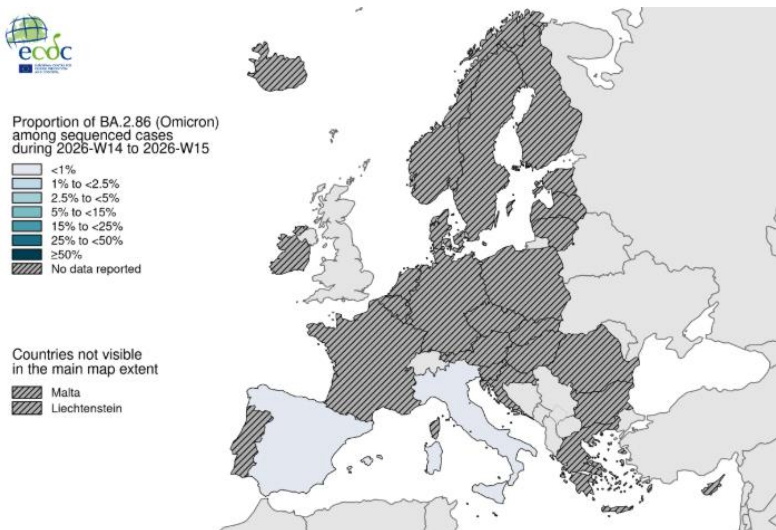 ecdc
Proportion of BA.2.86 (Omicron)
among sequenced cases
during 2026-W14 to 2026-W15
<1%
1% to <2.5%
2.5% to <5%
5% to <15%
15% to <25%
25% to <50%
≥50%
No data reported
Countries not visible
in the main map extent
Malta
Liechtenstein